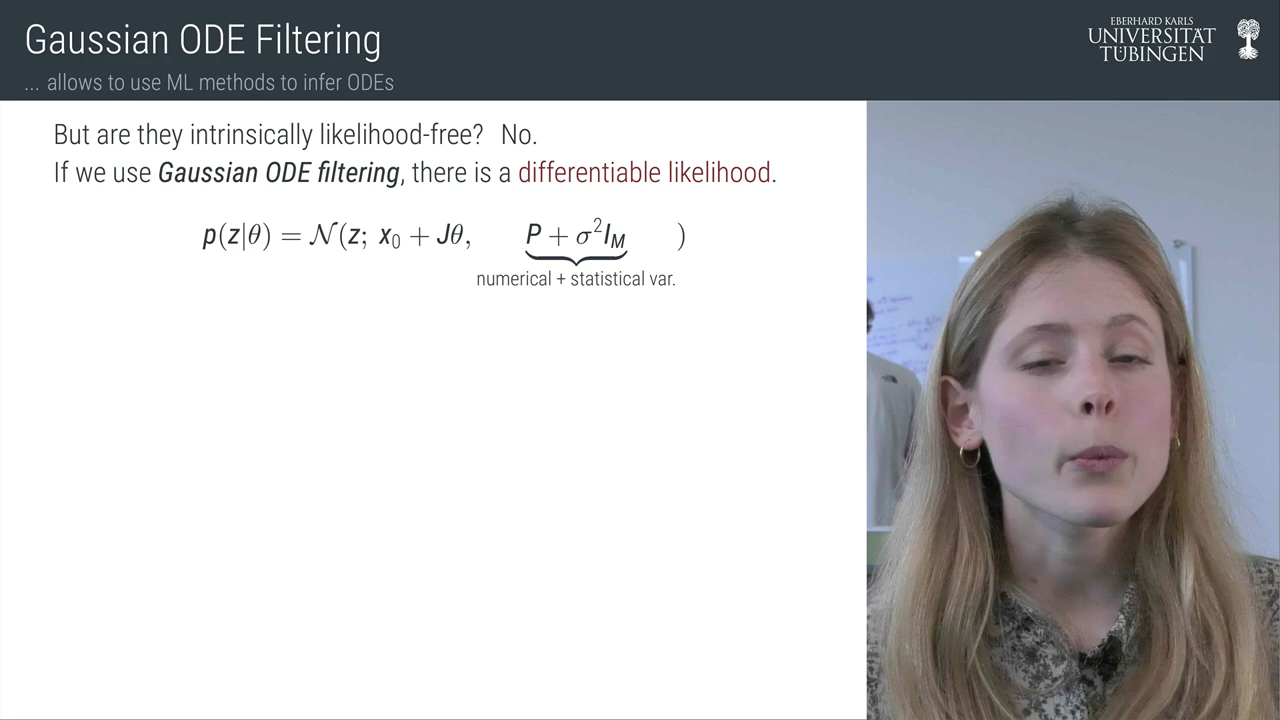 Gaussian ODE Filtering
... allows to use ML methods to infer ODEs
EBERHARD KARLS
UNIVERSITÄT
TÜBINGEN
But are they intrinsically likelihood-free? No.
If we use Gaussian ODE filtering, there is a differentiable likelihood.
p(z|θ) = 𝒩(z; x₀ + Jθ, P + σ²I_M )
numerical + statistical var.